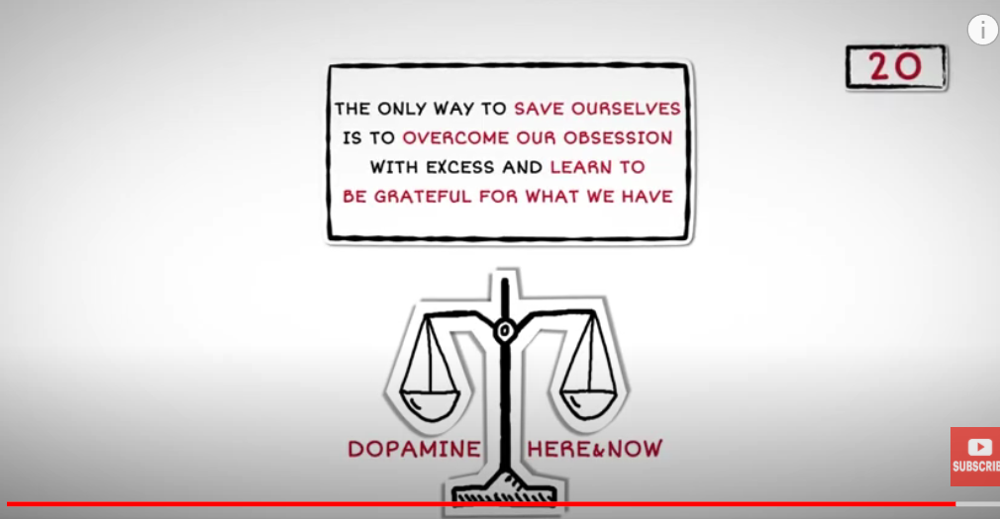 20
THE ONLY WAY TO SAVE OURSELVES
IS TO OVERCOME OUR OBSESSION
WITH EXCESS AND LEARN TO
BE GRATEFUL FOR WHAT WE HAVE
DOPAMINE
HERE&NOW